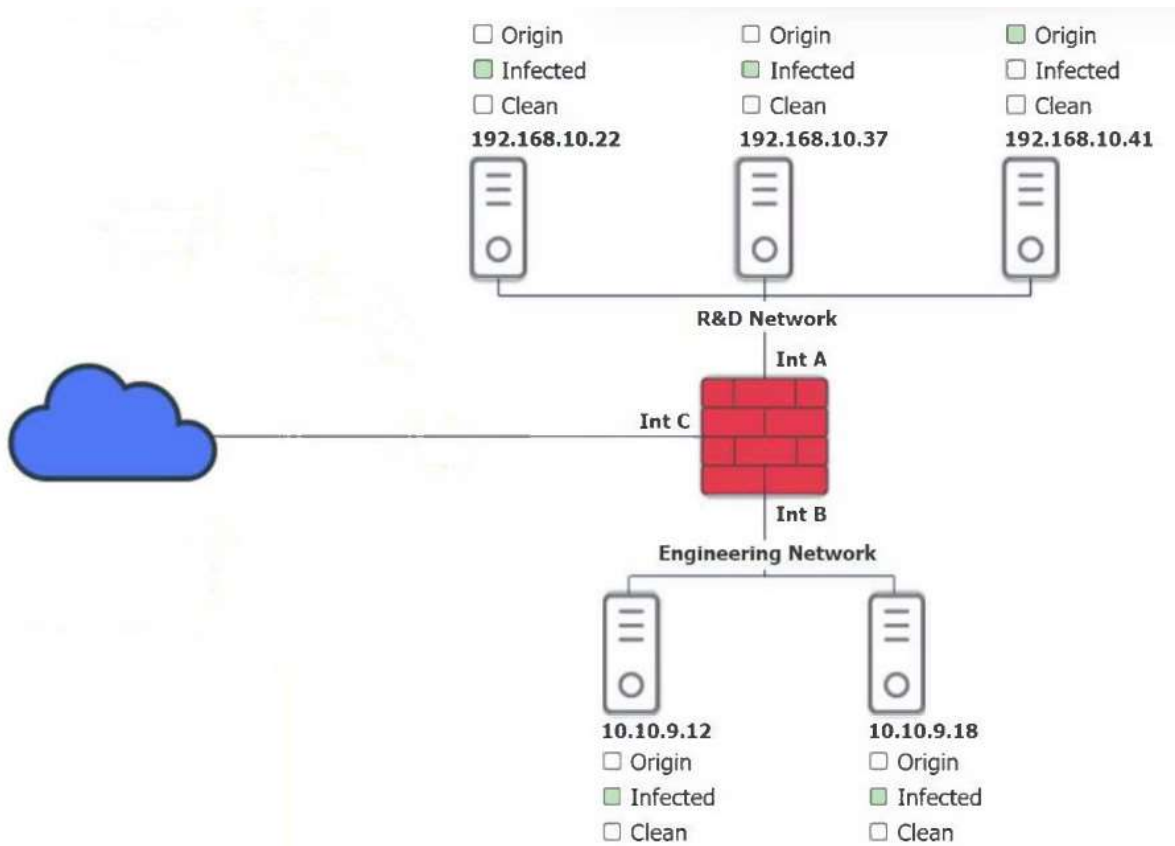 Origin
Infected
Clean
192.168.10.22
Origin
Infected
Clean
192.168.10.37
Origin
Infected
Clean
192.168.10.41
R&D Network
Int A
Int C
Int B
Engineering Network
10.10.9.12
Origin
Infected
Clean
10.10.9.18
Origin
Infected
Clean